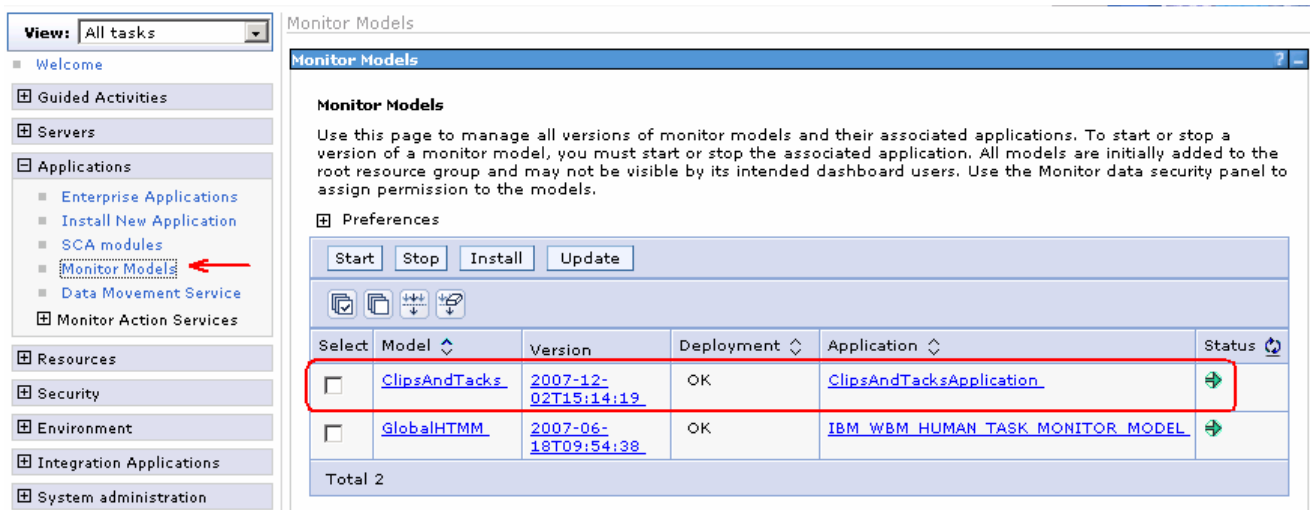 View: All tasks
Welcome
Guided Activities
Servers
Applications
Enterprise Applications
Install New Application
SCA modules
Monitor Models
Data Movement Service
Monitor Action Services
Resources
Security
Environment
Integration Applications
System administration
Monitor Models
Monitor Models ? –
Monitor Models
Use this page to manage all versions of monitor models and their associated applications. To start or stop a
version of a monitor model, you must start or stop the associated application. All models are initially added to the
root resource group and may not be visible by its intended dashboard users. Use the Monitor data security panel to
assign permission to the models.
Preferences
Start Stop Install Update
Select Model Version Deployment Application Status
ClipsAndTacks 2007-12-
02T15:14:19 OK ClipsAndTacksApplication
GlobalHTMM 2007-06-
18T09:54:38 OK IBM_WBM_HUMAN_TASK_MONITOR_MODEL
Total 2